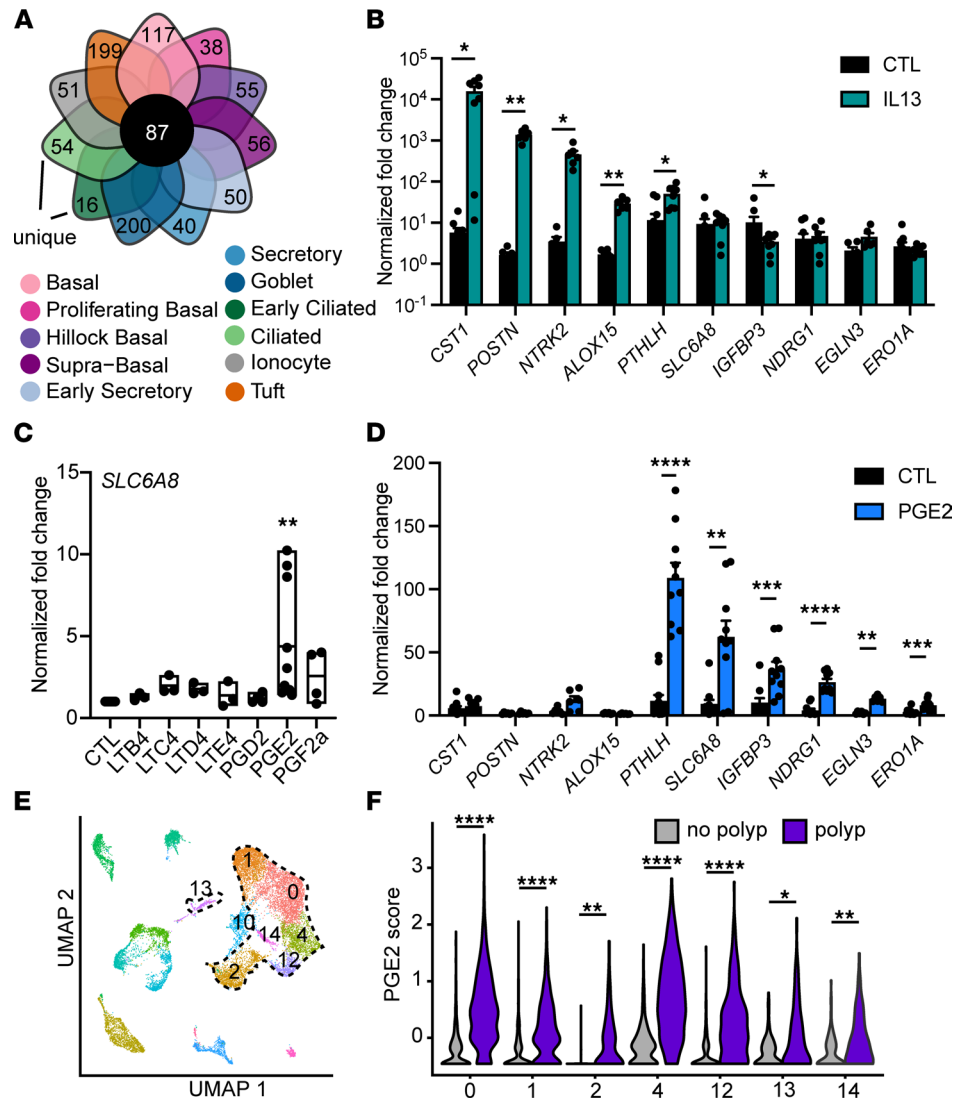 A
117
199
38
51
55
54
87
56
16
50
200
40
unique
Basal
Proliferating Basal
Hillock Basal
Supra−Basal
Early Secretory
Secretory
Goblet
Early Ciliated
Ciliated
Ionocyte
Tuft
B
Normalized fold change
10^5
10^4
10^3
10^2
10^1
10^0
10^-1
* ** * ** * *
CTL
IL13
CST1
POSTN
NTRK2
ALOX15
PTHLH
SLC6A8
IGFBP3
NDRG1
EGLN3
ERO1A
C
SLC6A8
Normalized fold change
15
10
5
0
**
CTL
LTB4
LTC4
LTD4
LTE4
PGD2
PGE2
PGF2a
D
Normalized fold change
200
150
100
50
0
**** ** *** **** ** ***
CTL
PGE2
CST1
POSTN
NTRK2
ALOX15
PTHLH
SLC6A8
IGFBP3
NDRG1
EGLN3
ERO1A
E
UMAP 2
1
13
0
10
14
4
12
2
UMAP 1
F
no polyp
polyp
PGE2 score
3
2
1
0
**** **** ** **** **** * **
0 1 2 4 12 13 14